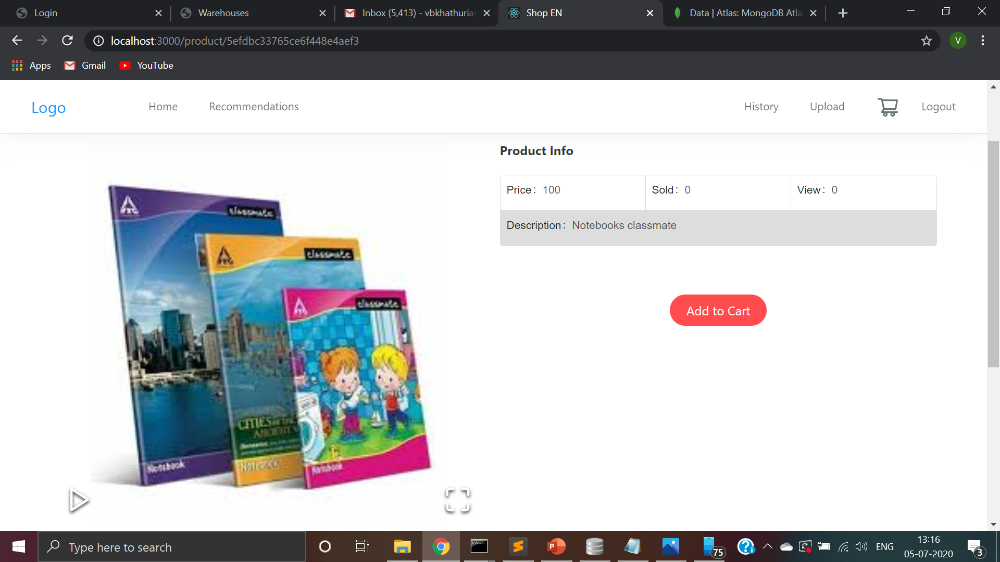 Login
Warehouses
Inbox (5,413) - vbkhathuria
Shop EN
Data | Atlas: MongoDB Atla
localhost:3000/product/5efdbc33765ce6f448e4aef3
V
Apps
Gmail
YouTube
Logo
Home
Recommendations
History
Upload
Logout
Product Info
Price: 100
Sold: 0
View: 0
Description: Notebooks classmate
Add to Cart
classmate
classmate
classmate
CITIES OF THE
ANCIENT
Notebook
Notebook
Notebook
Type here to search
75
ENG
13:16
05-07-2020
3